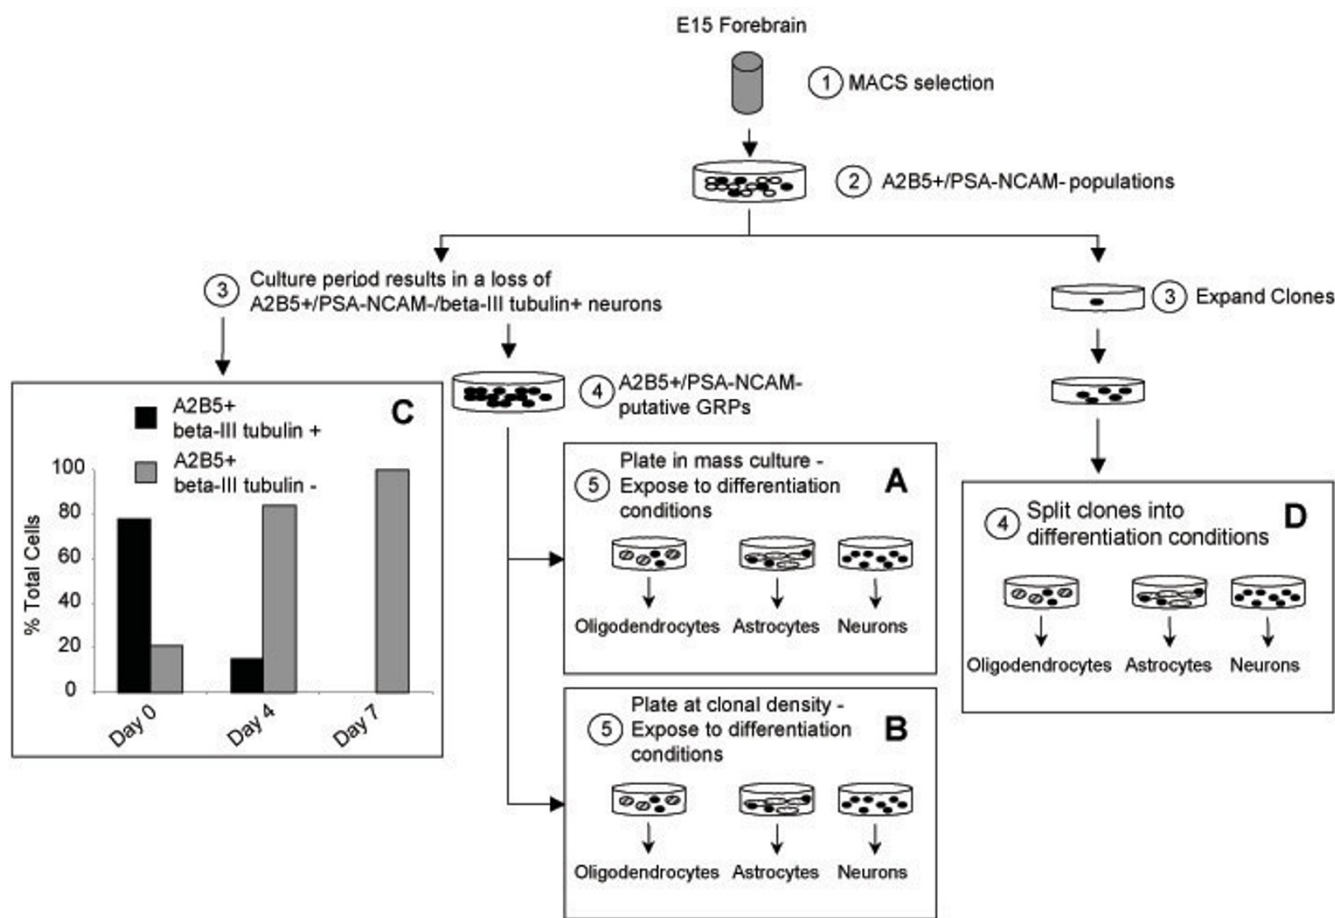 E15 Forebrain
1 MACS selection
2 A2B5+/PSA-NCAM- populations
3 Culture period results in a loss of
A2B5+/PSA-NCAM-/beta-III tubulin+ neurons
3 Expand Clones
4 A2B5+/PSA-NCAM-
putative GRPs
C
A2B5+
beta-III tubulin +
A2B5+
beta-III tubulin -
% Total Cells
100
80
60
40
20
0
Day 0
Day 4
Day 7
A
5 Plate in mass culture -
Expose to differentiation
conditions
Oligodendrocytes Astrocytes Neurons
B
5 Plate at clonal density -
Expose to differentiation
conditions
Oligodendrocytes Astrocytes Neurons
D
4 Split clones into
differentiation conditions
Oligodendrocytes Astrocytes Neurons